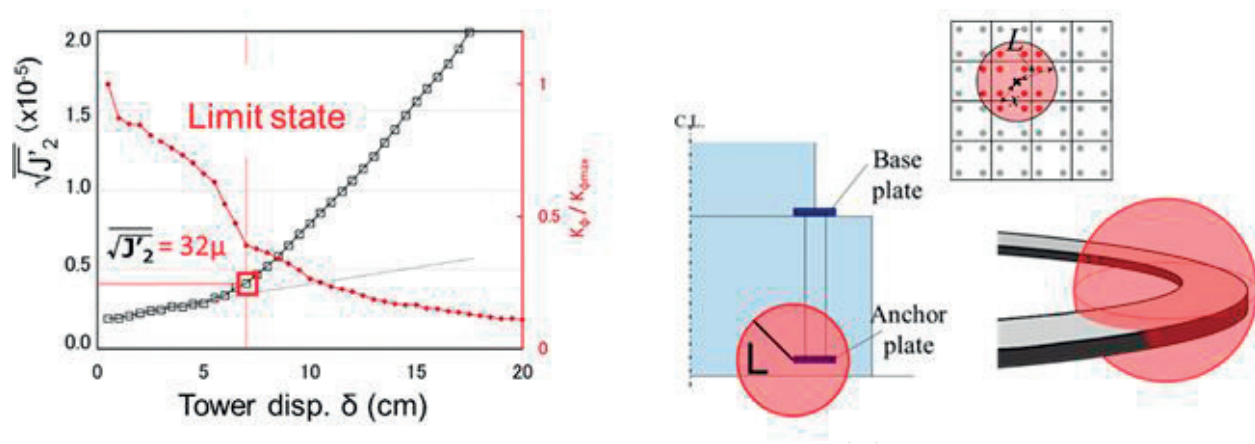 2.0
1.5
1.0
0.5
0.0
√J'₂ (x10⁻⁵)
Limit state
√J'₂ = 32μ
1
0.5
0
Kφ / Kφmax
0
5
10
15
20
Tower disp. δ (cm)
C.L.
Base
plate
Anchor
plate
L
L
x